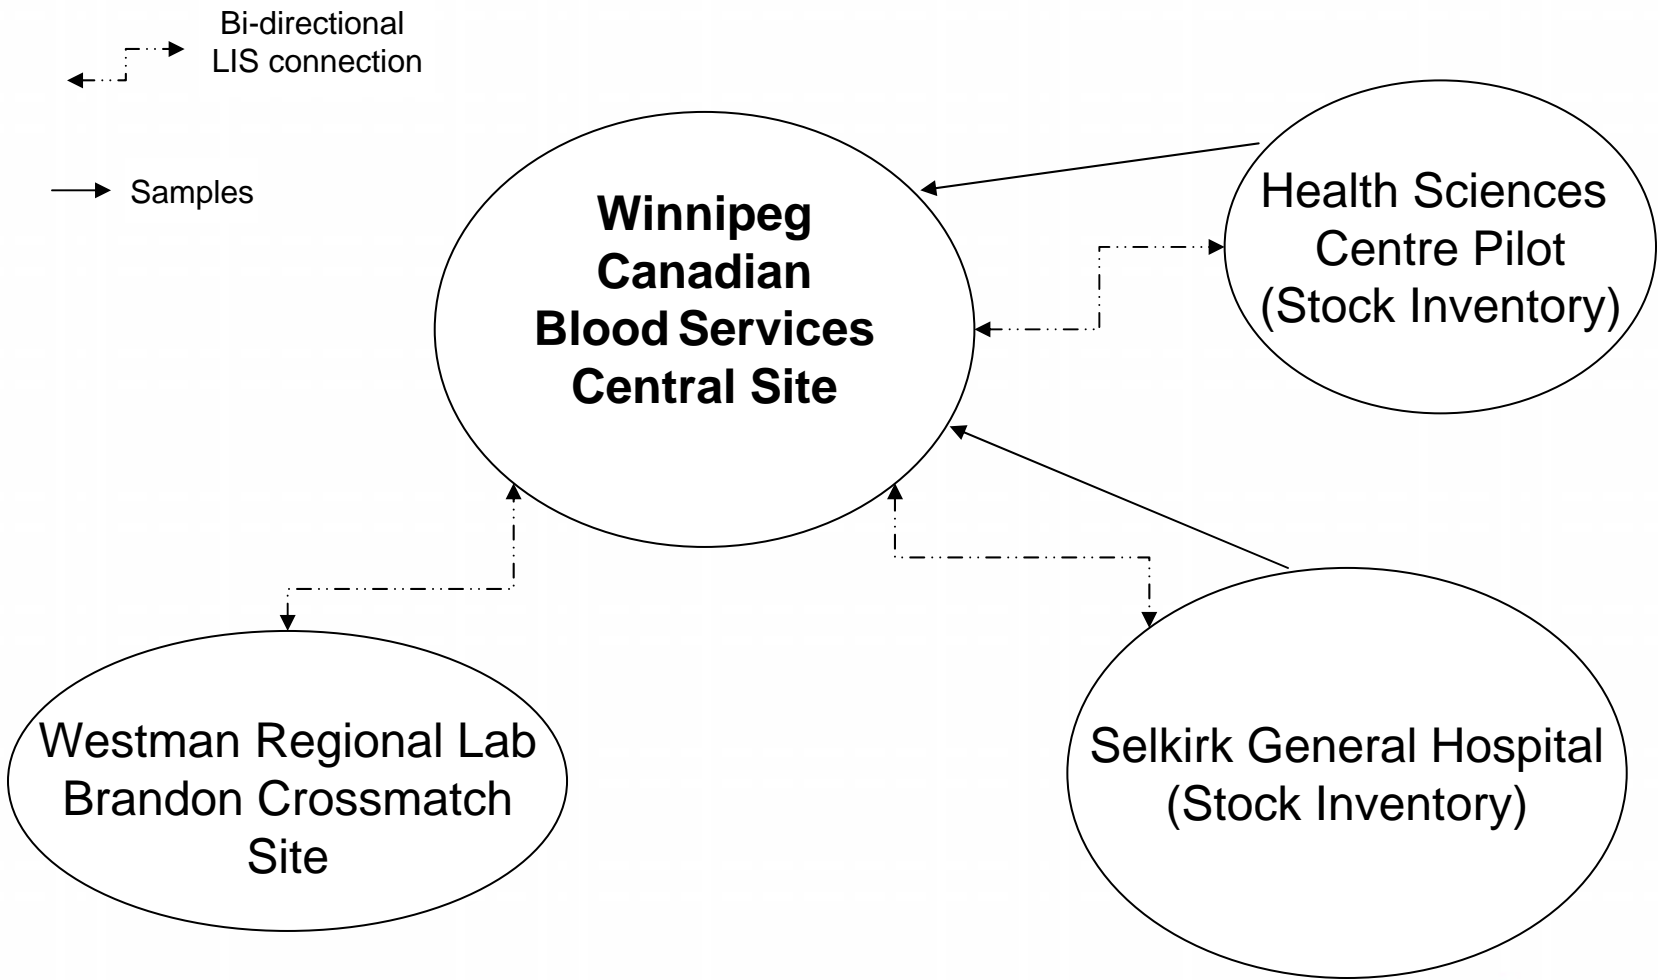 Bi-directional
LIS connection
Samples
Winnipeg
Canadian
Blood Services
Central Site
Health Sciences
Centre Pilot
(Stock Inventory)
Westman Regional Lab
Brandon Crossmatch
Site
Selkirk General Hospital
(Stock Inventory)